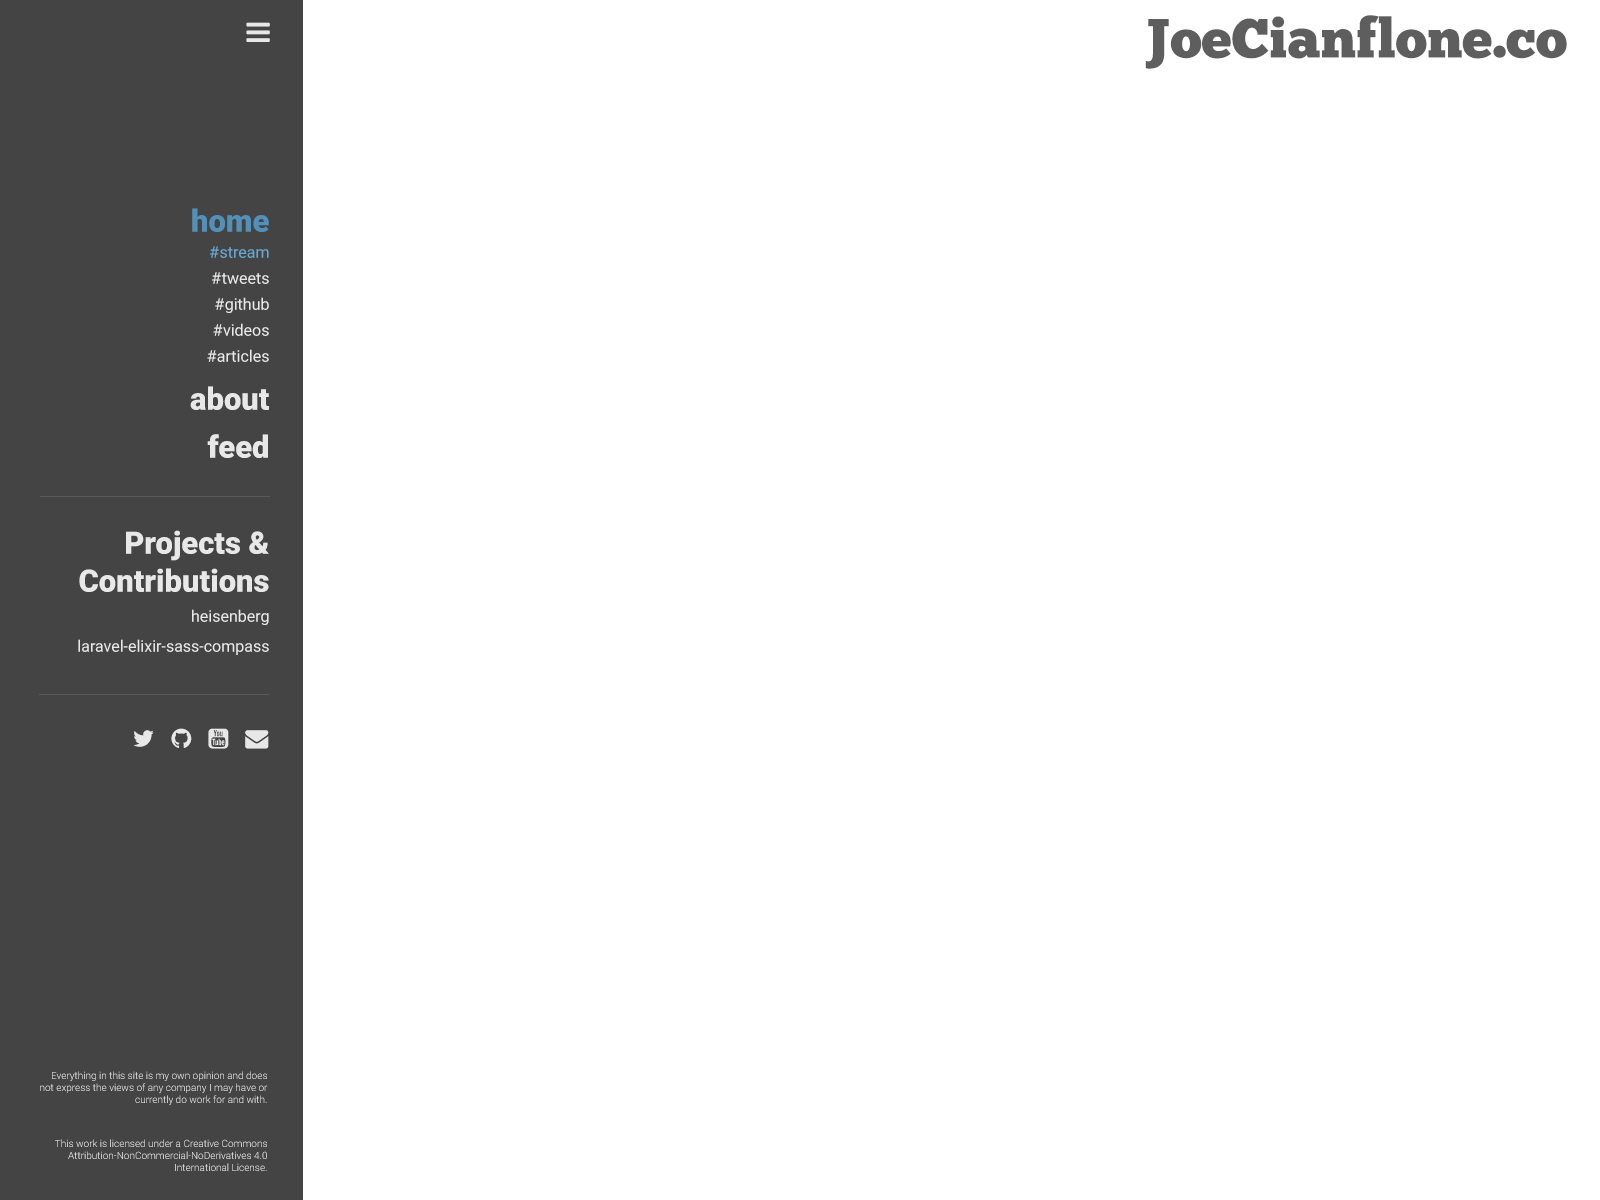 JoeCianflone.co
home
#stream
#tweets
#github
#videos
#articles
about
feed
Projects &
Contributions
heisenberg
laravel-elixir-sass-compass
You
Tube
Everything in this site is my own opinion and does
not express the views of any company I may have or
currently do work for and with.
This work is licensed under a Creative Commons
Attribution-NonCommercial-NoDerivatives 4.0
International License.